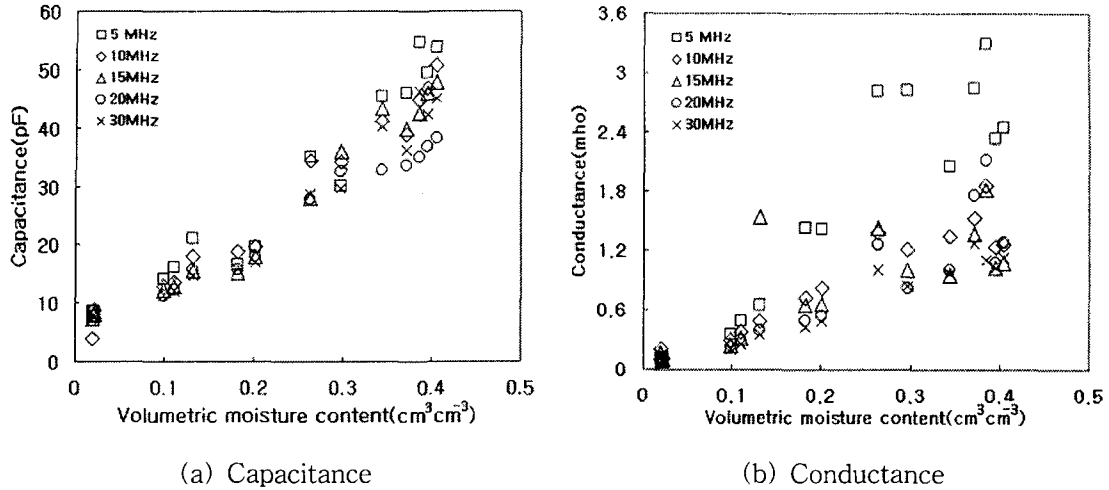 60
50
40
30
20
10
0
Capacitance(pF)
5 MHz
10MHz
15MHz
20MHz
30MHz
0 0.1 0.2 0.3 0.4 0.5
Volumetric moisture content(cm³cm⁻³)
(a) Capacitance
3.6
3
2.4
1.8
1.2
0.6
0
Conductance(mho)
5 MHz
10MHz
15MHz
20MHz
30MHz
0 0.1 0.2 0.3 0.4 0.5
Volumetric moisture content(cm³cm⁻³)
(b) Conductance